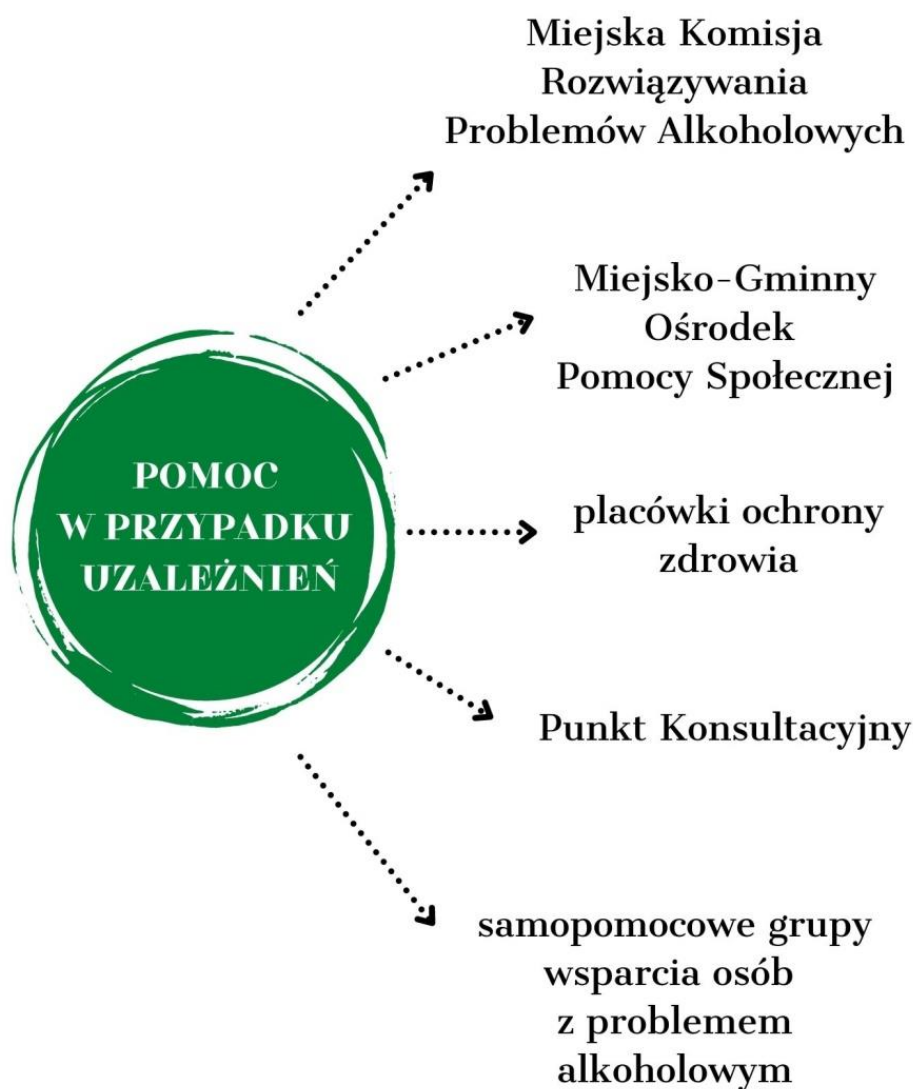 Miejska Komisja
Rozwiązywania
Problemów Alkoholowych
Miejsko-Gminny
Ośrodek
Pomocy Społecznej
POMOC
W PRZYPADKU
UZALEŻNIEŃ
placówki ochrony
zdrowia
Punkt Konsultacyjny
samopomocowe grupy
wsparcia osób
z problemem
alkoholowym